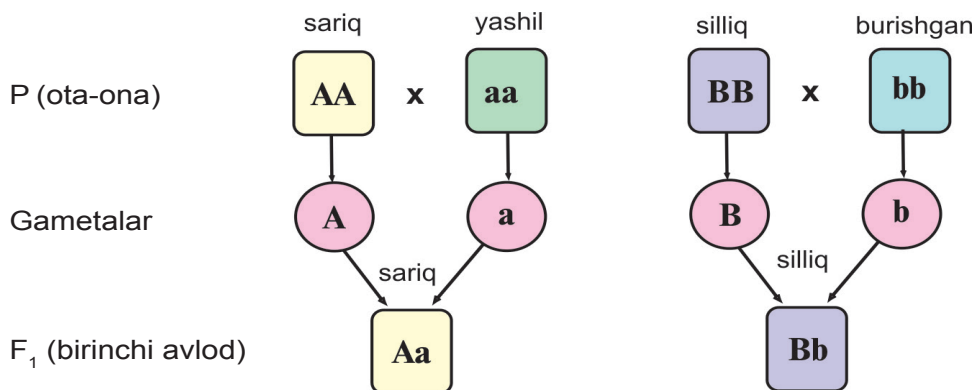 sariq yashil silliq burishgan
P (ota-ona) AA x aa BB x bb
Gametalar A a B b
sariq silliq
F₁ (birinchi avlod) Aa Bb